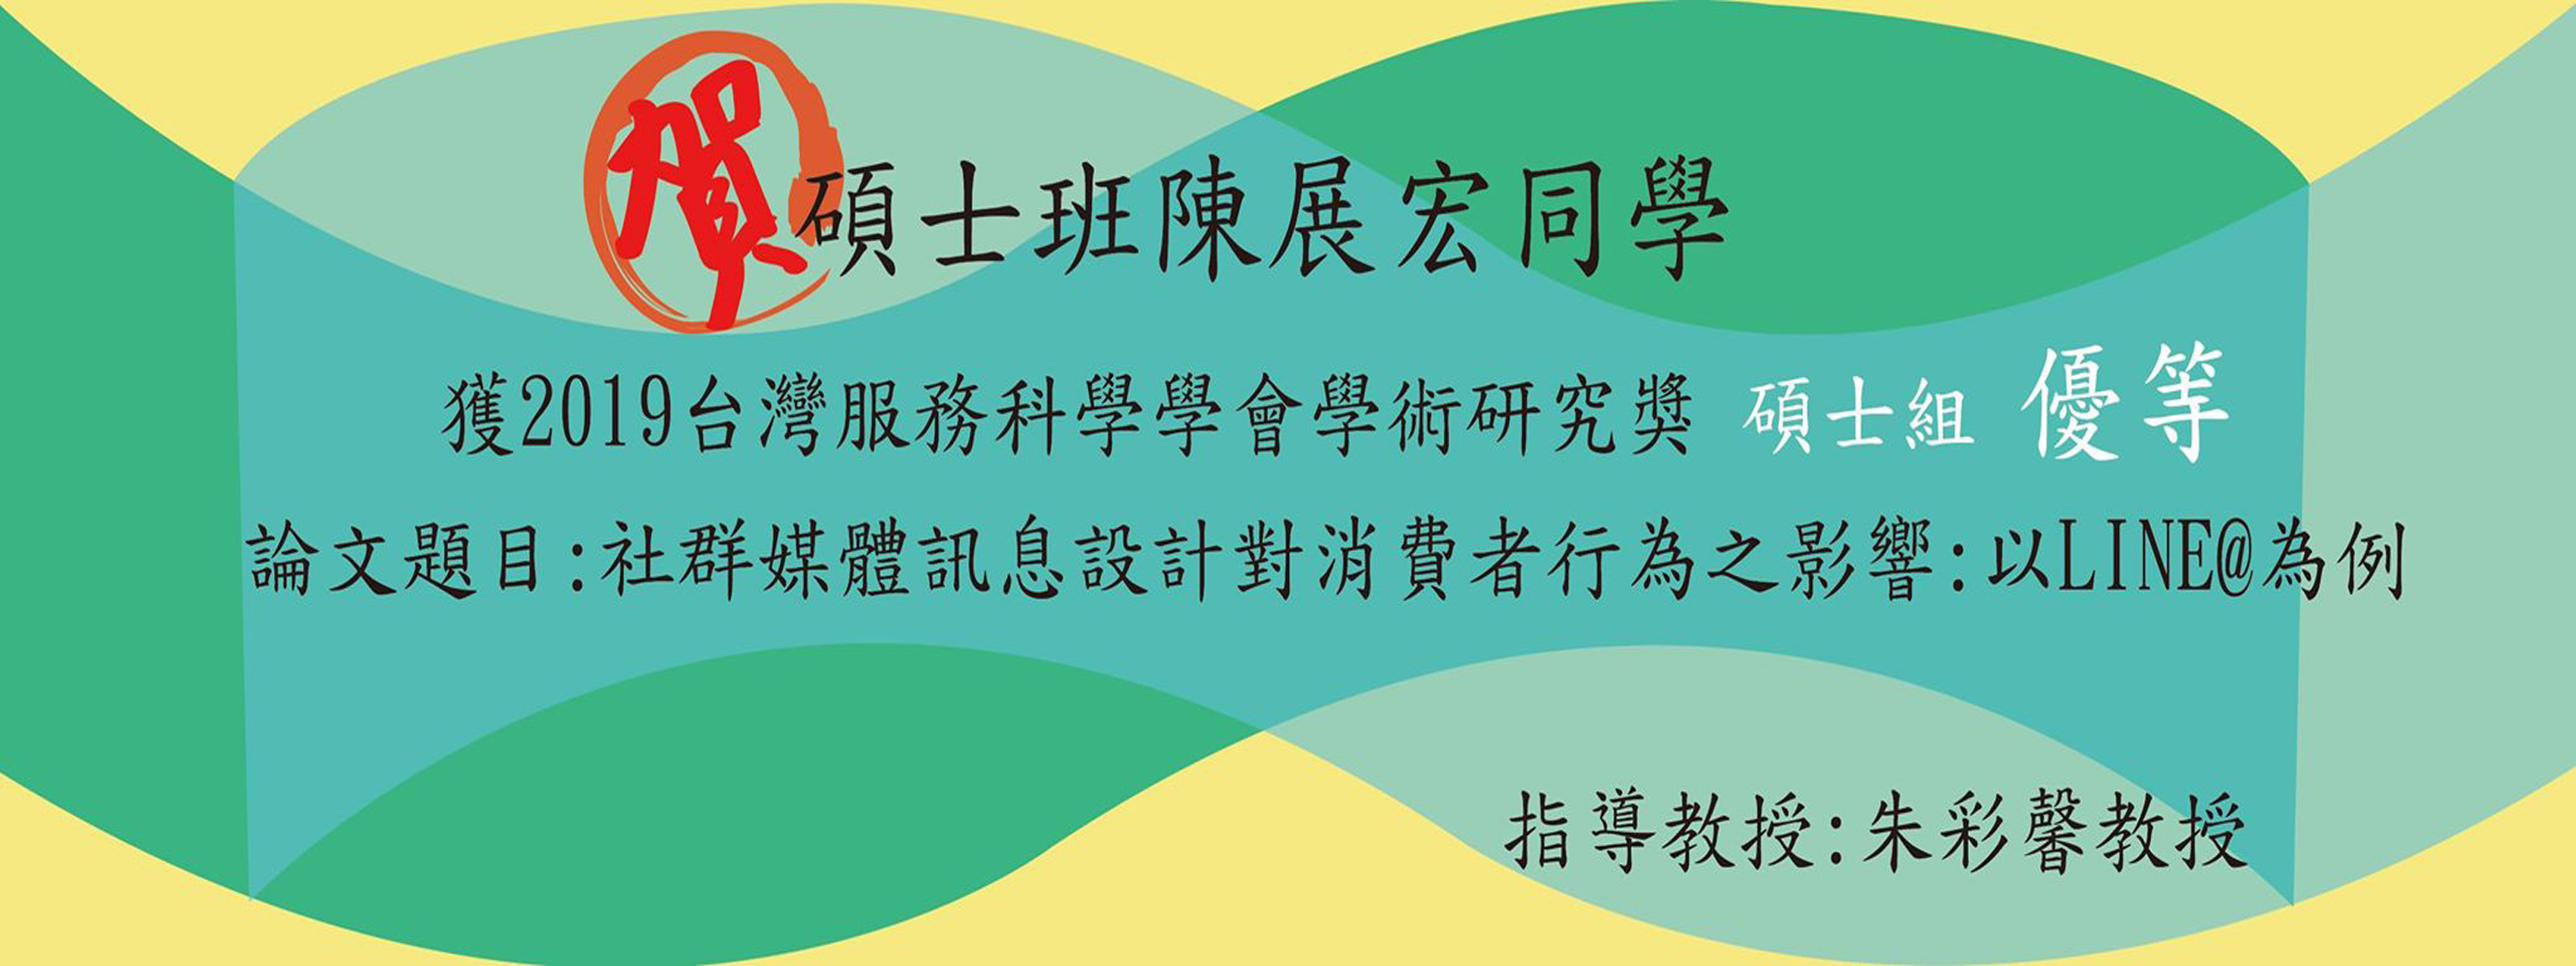 賀 碩士班陳展宏同學
獲2019台灣服務科學學會學術研究獎 碩士組 優等
論文題目:社群媒體訊息設計對消費者行為之影響:以LINE@為例
指導教授:朱彩馨教授